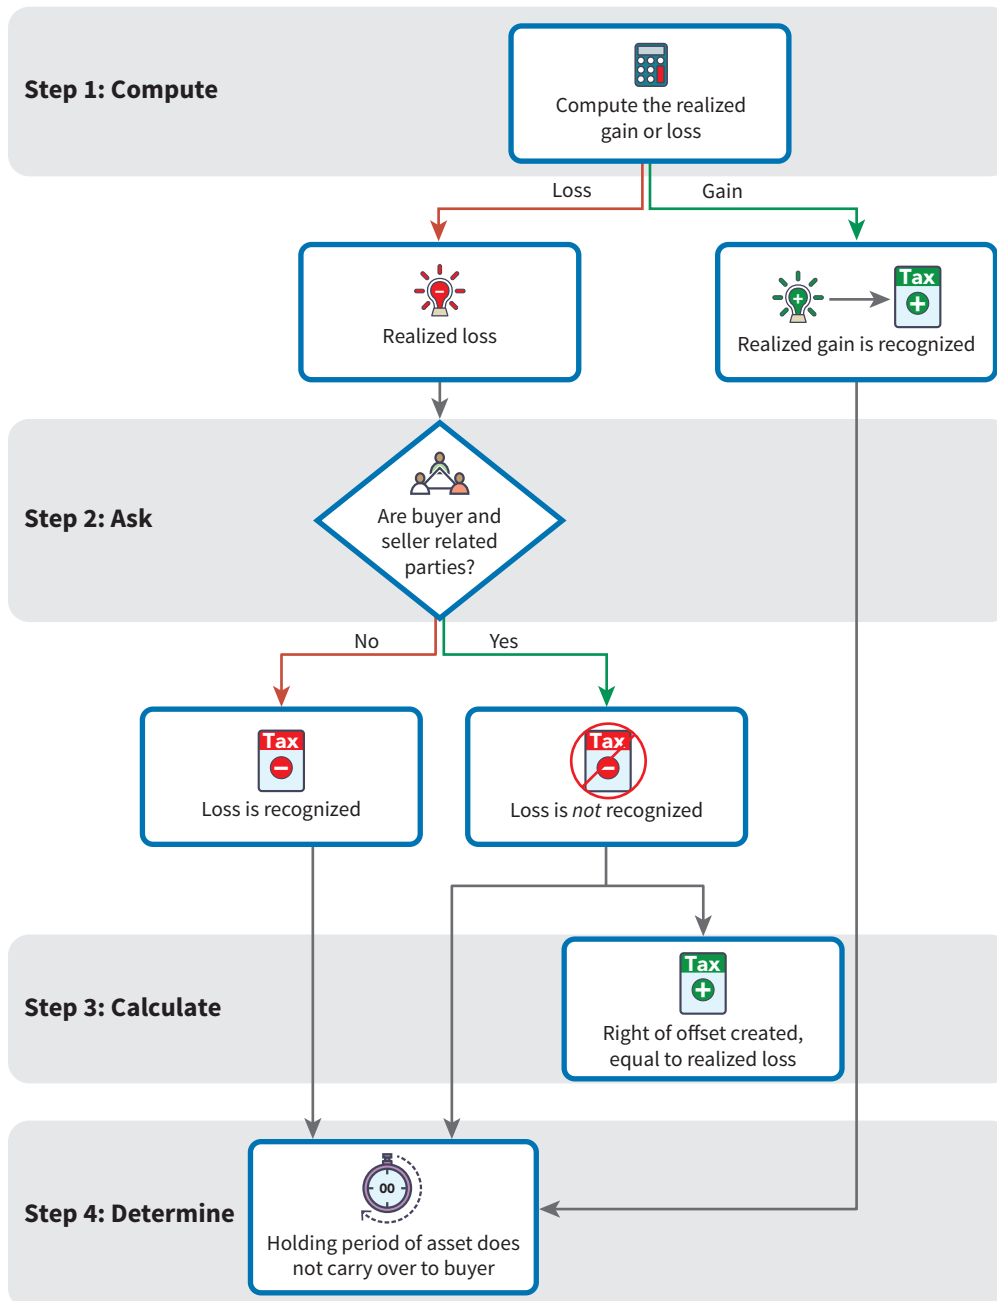 Step 1: Compute
Compute the realized
gain or loss
Loss
Gain
Realized loss
Tax
Realized gain is recognized
Step 2: Ask
Are buyer and
seller related
parties?
No
Yes
Tax
Loss is recognized
Tax
Loss is not recognized
Step 3: Calculate
Tax
Right of offset created,
equal to realized loss
Step 4: Determine
00
Holding period of asset does
not carry over to buyer